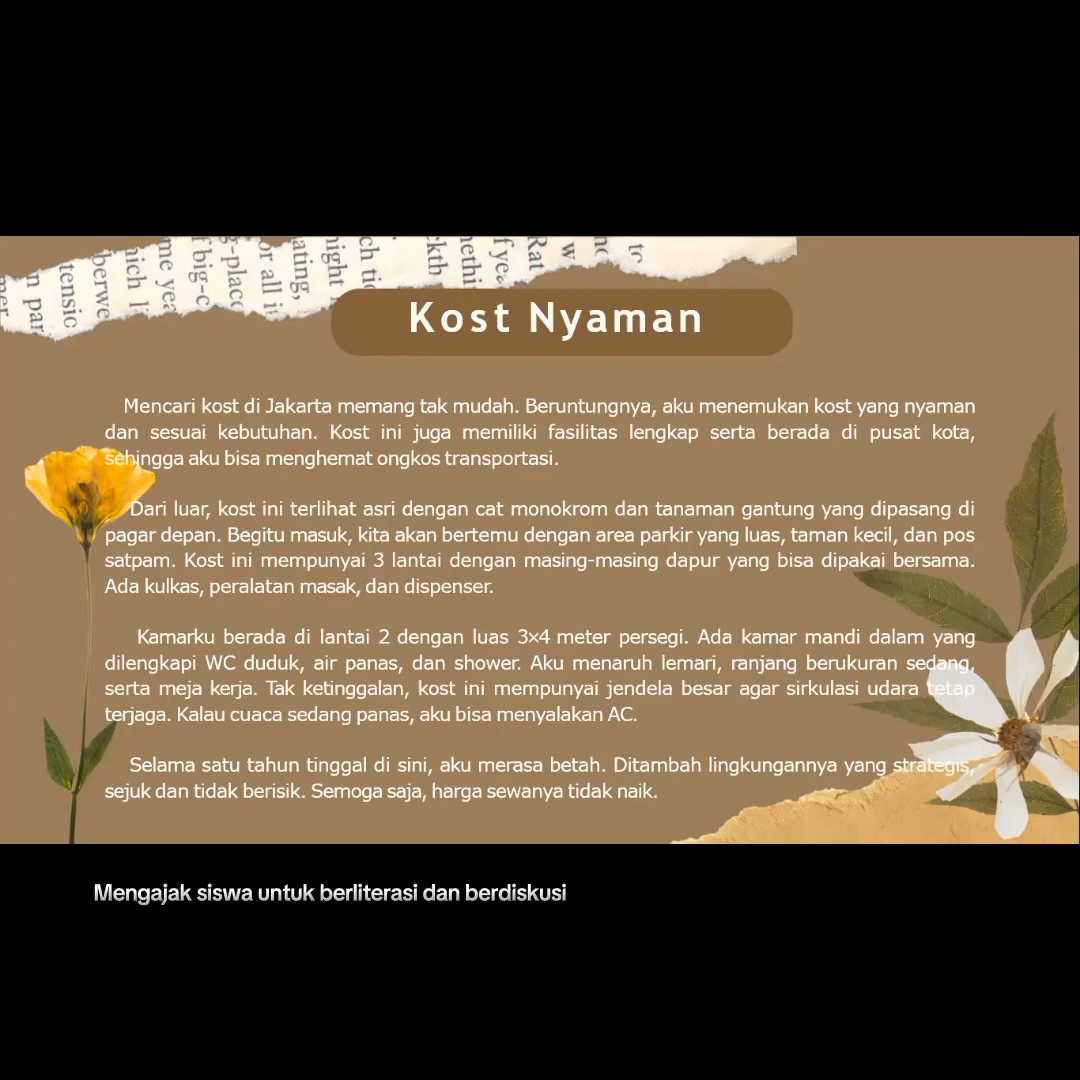 Kost Nyaman
Mencari kost di Jakarta memang tak mudah. Beruntungnya, aku menemukan kost yang nyaman
dan sesuai kebutuhan. Kost ini juga memiliki fasilitas lengkap serta berada di pusat kota,
sehingga aku bisa menghemat ongkos transportasi.
Dari luar, kost ini terlihat asri dengan cat monokrom dan tanaman gantung yang dipasang di
pagar depan. Begitu masuk, kita akan bertemu dengan area parkir yang luas, taman kecil, dan pos
satpam. Kost ini mempunyai 3 lantai dengan masing-masing dapur yang bisa dipakai bersama.
Ada kulkas, peralatan masak, dan dispenser.
Kamarku berada di lantai 2 dengan luas 3×4 meter persegi. Ada kamar mandi dalam yang
dilengkapi WC duduk, air panas, dan shower. Aku menaruh lemari, ranjang berukuran sedang,
serta meja kerja. Tak ketinggalan, kost ini mempunyai jendela besar agar sirkulasi udara tetap
terjaga. Kalau cuaca sedang panas, aku bisa menyalakan AC.
Selama satu tahun tinggal di sini, aku merasa betah. Ditambah lingkungannya yang strategis,
sejuk dan tidak berisik. Semoga saja, harga sewanya tidak naik.
Mengajak siswa untuk berliterasi dan berdiskusi